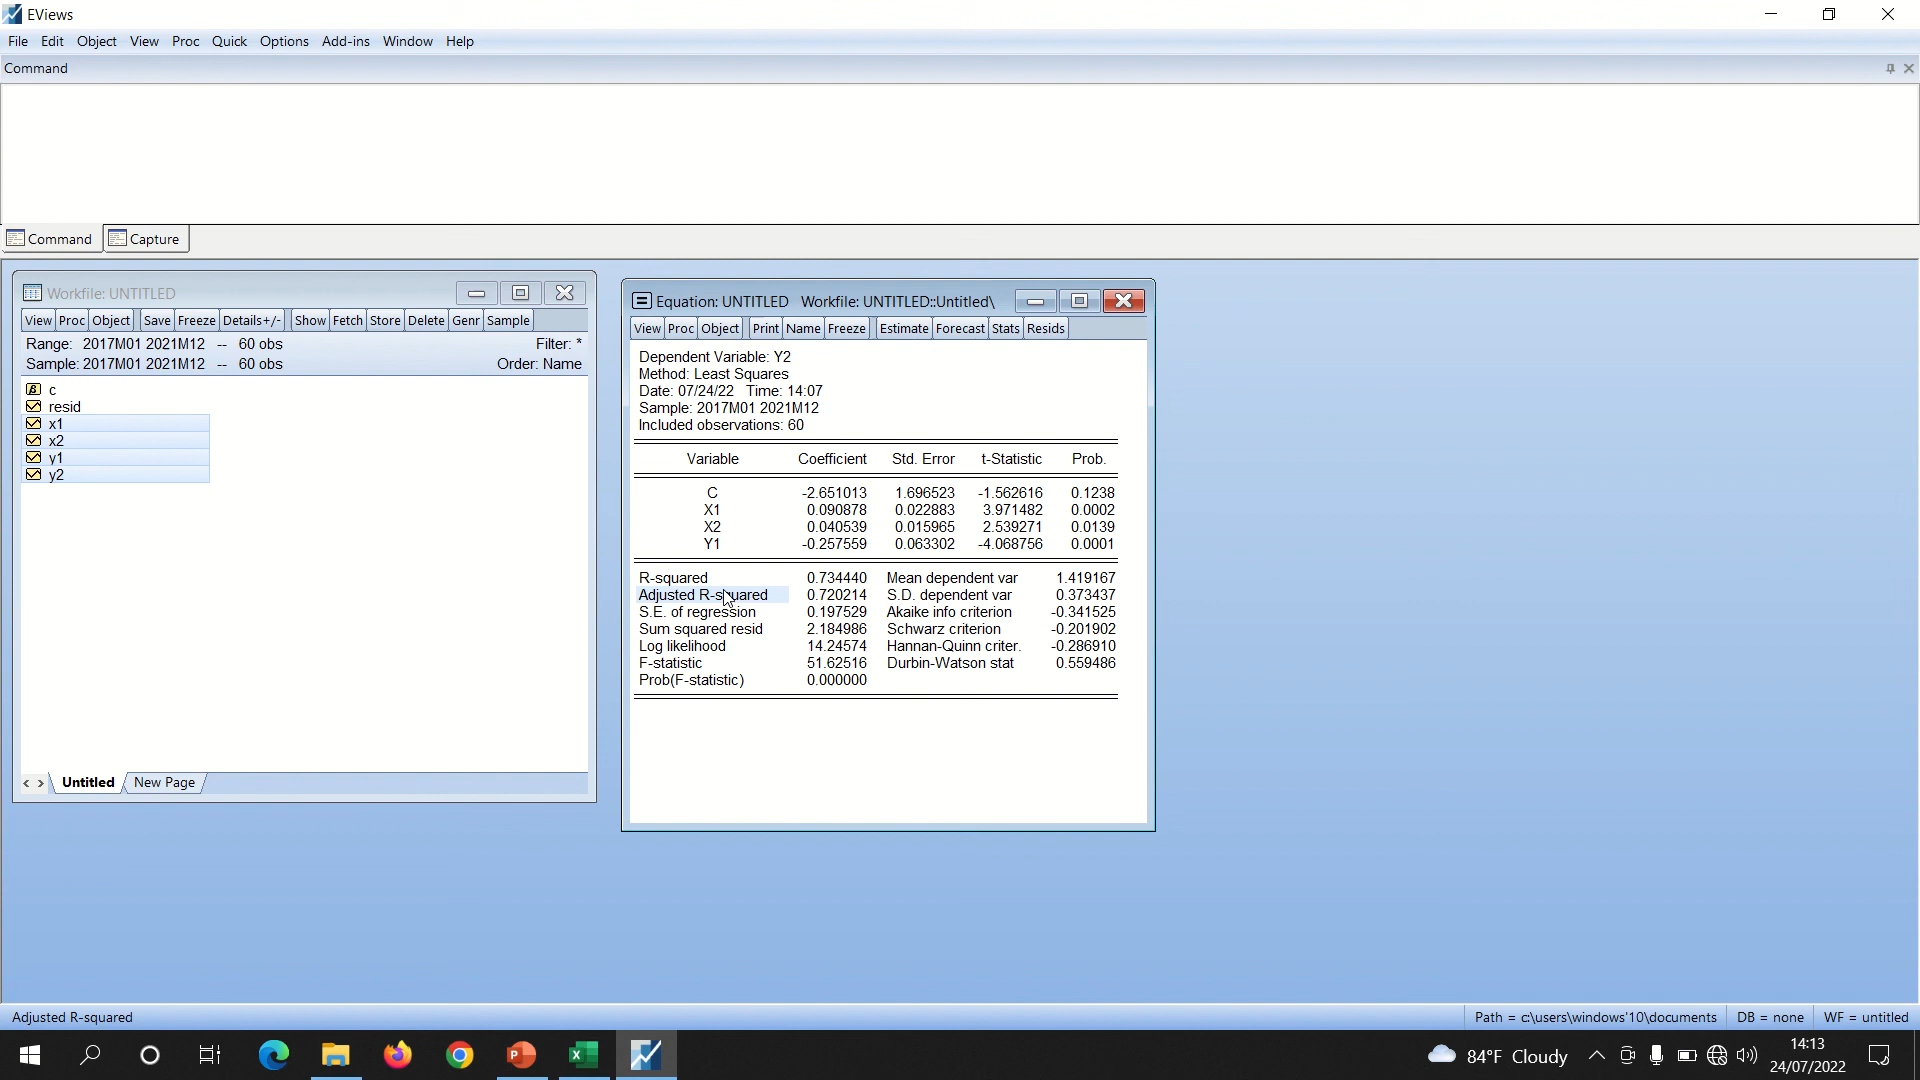 EViews
File Edit Object View Proc Quick Options Add-ins Window Help
Command
Command Capture
Workfile: UNTITLED
View Proc Object Save Freeze Details+/- Show Fetch Store Delete Genr Sample
Range: 2017M01 2021M12 -- 60 obs Filter: *
Sample: 2017M01 2021M12 -- 60 obs Order: Name
c
resid
x1
x2
y1
y2
Untitled New Page
Equation: UNTITLED Workfile: UNTITLED::Untitled\
View Proc Object Print Name Freeze Estimate Forecast Stats Resids
Dependent Variable: Y2
Method: Least Squares
Date: 07/24/22 Time: 14:07
Sample: 2017M01 2021M12
Included observations: 60
Variable Coefficient Std. Error t-Statistic Prob.
C -2.651013 1.696523 -1.562616 0.1238
X1 0.090878 0.022883 3.971482 0.0002
X2 0.040539 0.015965 2.539271 0.0139
Y1 -0.257559 0.063302 -4.068756 0.0001
R-squared 0.734440 Mean dependent var 1.419167
Adjusted R-squared 0.720214 S.D. dependent var 0.373437
S.E. of regression 0.197529 Akaike info criterion -0.341525
Sum squared resid 2.184986 Schwarz criterion -0.201902
Log likelihood 14.24574 Hannan-Quinn criter. -0.286910
F-statistic 51.62516 Durbin-Watson stat 0.559486
Prob(F-statistic) 0.000000
Adjusted R-squared Path = c:\users\windows'10\documents DB = none WF = untitled
84°F Cloudy 14:13
24/07/2022